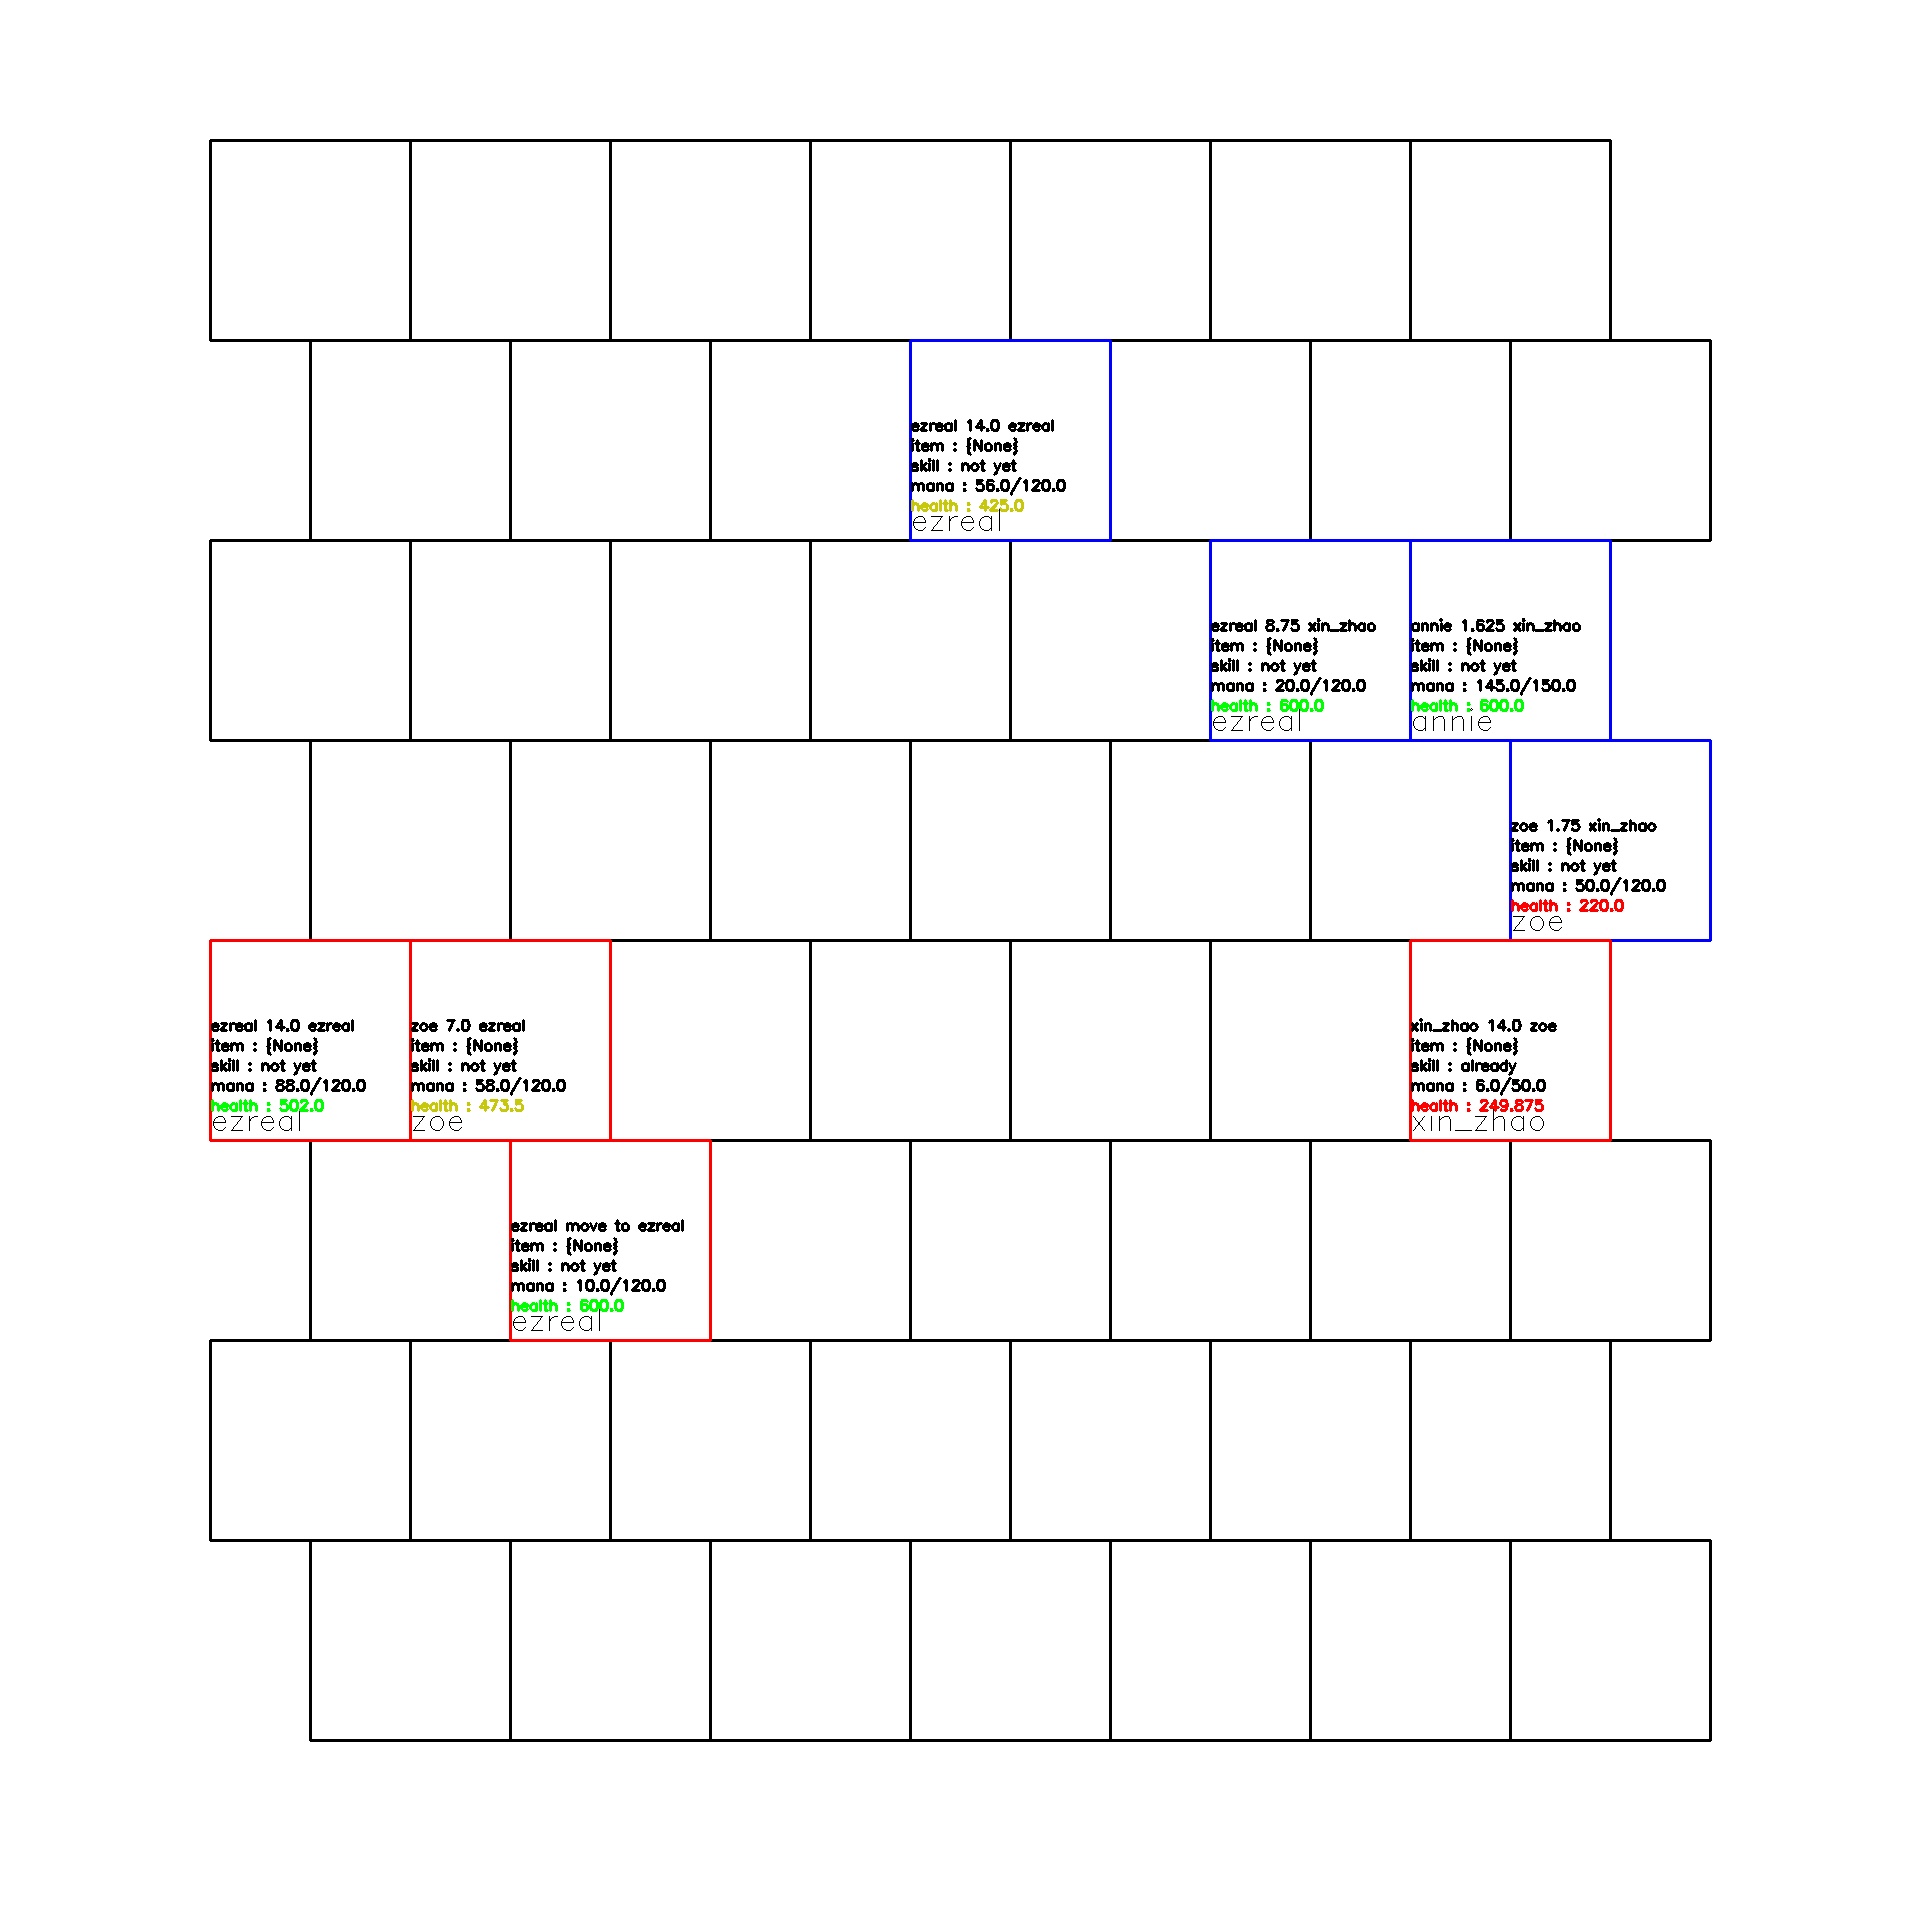 ezreal 14.0 ezreal
item : {None}
skill : not yet
mana : 56.0/120.0
health : 425.0
ezreal
ezreal 8.75 xin_zhao
item : {None}
skill : not yet
mana : 20.0/120.0
health : 600.0
ezreal
annie 1.625 xin_zhao
item : {None}
skill : not yet
mana : 145.0/150.0
health : 600.0
annie
zoe 1.75 xin_zhao
item : {None}
skill : not yet
mana : 50.0/120.0
health : 220.0
zoe
ezreal 14.0 ezreal
item : {None}
skill : not yet
mana : 88.0/120.0
health : 502.0
ezreal
zoe 7.0 ezreal
item : {None}
skill : not yet
mana : 58.0/120.0
health : 473.5
zoe
xin_zhao 14.0 zoe
item : {None}
skill : already
mana : 6.0/50.0
health : 249.875
xin_zhao
ezreal move to ezreal
item : {None}
skill : not yet
mana : 10.0/120.0
health : 600.0
ezreal